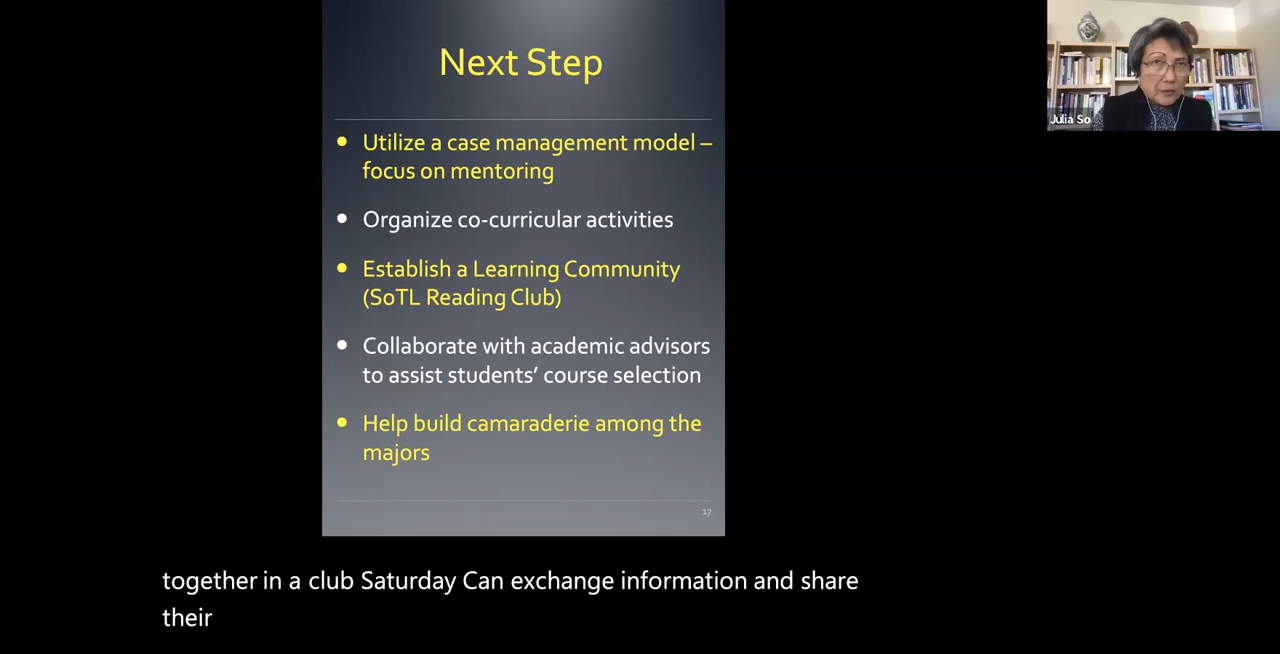 Next Step
Utilize a case management model –
focus on mentoring
Organize co-curricular activities
Establish a Learning Community
(SoTL Reading Club)
Collaborate with academic advisors
to assist students’ course selection
Help build camaraderie among the
majors
17
Julia So
together in a club Saturday Can exchange information and share
their